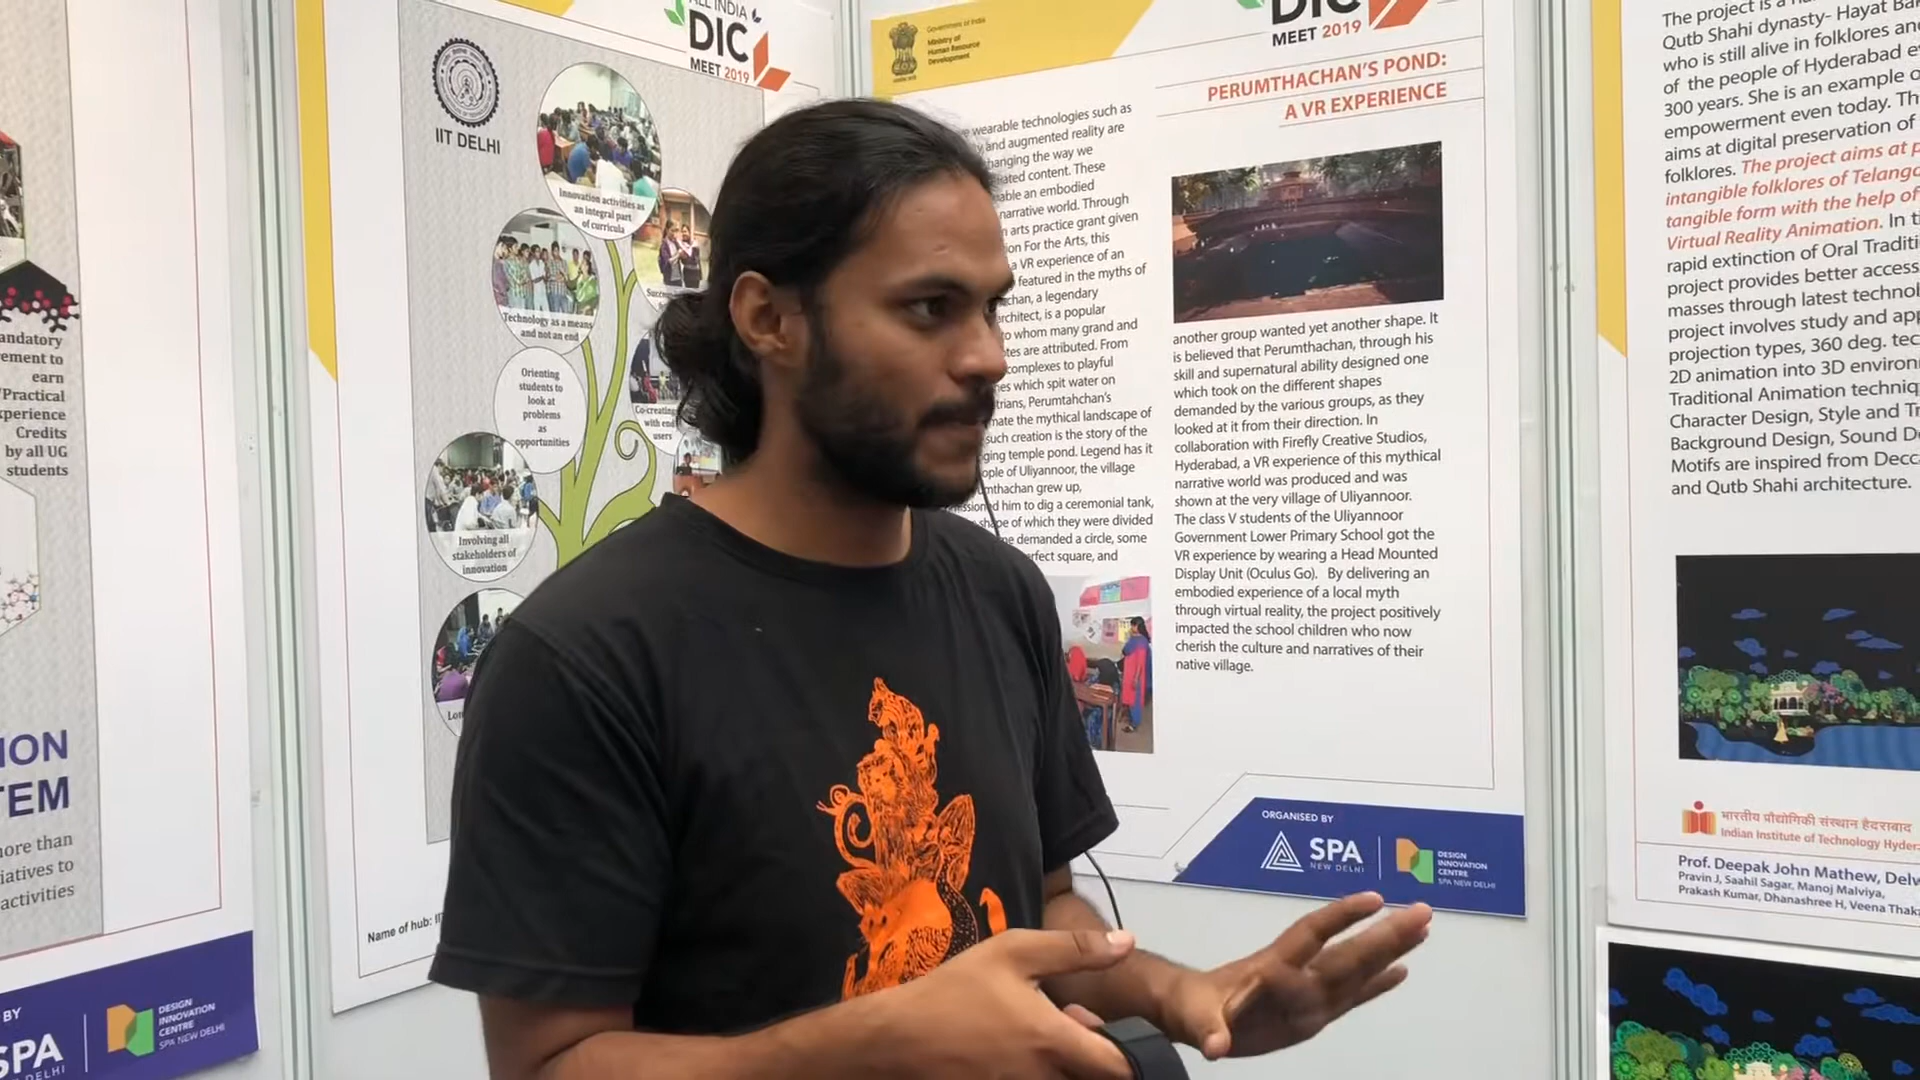 andatory
ement to
earn
Practical
xperience
Credits
by all UG
students
ION
TEM
more than
iatives to
activities
BY
SPA
DELHI
DESIGN
INNOVATION
CENTRE
SPA NEW DELHI
ALL INDIA
DIC
MEET 2019
IIT DELHI
Innovation activities as
an integral part
of curricula
Technology as a means
and not an end
Orienting
students to
look at
problems
as
opportunities
Co-creating
with end
users
Involving all
stakeholders of
innovation
Name of hub:
Government of India
Ministry of
Human Resource
Development
DIC
MEET 2019
PERUMTHACHAN'S POND:
A VR EXPERIENCE
wearable technologies such as
and augmented reality are
changing the way we
content. These
an embodied
narrative world. Through
arts practice grant given
For the Arts, this
a VR experience of an
featured in the myths of
a legendary
architect, is a popular
to whom many grand and
are attributed. From
complexes to playful
which spit water on
Perumtahchan's
the mythical landscape of
such creation is the story of the
temple pond. Legend has it
of Uliyannoor, the village
grew up,
him to dig a ceremonial tank,
shape of which they were divided
demanded a circle, some
square, and
another group wanted yet another shape. It
is believed that Perumthachan, through his
skill and supernatural ability designed one
which took on the different shapes
demanded by the various groups, as they
looked at it from their direction. In
collaboration with Firefly Creative Studios,
Hyderabad, a VR experience of this mythical
narrative world was produced and was
shown at the very village of Uliyannoor.
The class V students of the Uliyannoor
Government Lower Primary School got the
VR experience by wearing a Head Mounted
Display Unit (Oculus Go). By delivering an
embodied experience of a local myth
through virtual reality, the project positively
impacted the school children who now
cherish the culture and narratives of their
native village.
ORGANISED BY
SPA
NEW DELHI
DESIGN
INNOVATION
CENTRE
SPA NEW DELHI
The project is a
Qutb Shahi dynasty- Hayat
who is still alive in folklores and
of the people of Hyderabad
300 years. She is an example
empowerment even today.
aims at digital preservation of
folklores. The project aims at
intangible folklores of
tangible form with the help of
Virtual Reality Animation. In
rapid extinction of Oral
project provides better access
masses through latest
project involves study and
projection types, 360 deg.
2D animation into 3D
Traditional Animation
Character Design, Style and
Background Design, Sound
Motifs are inspired from
and Qutb Shahi architecture.
भारतीय प्रौद्योगिकी संस्थान हैदराबाद
Indian Institute of Technology
Prof. Deepak John Mathew,
Pravin J, Saahil Sagar, Manoj Malviya,
Prakash Kumar, Dhanashree H, Veena